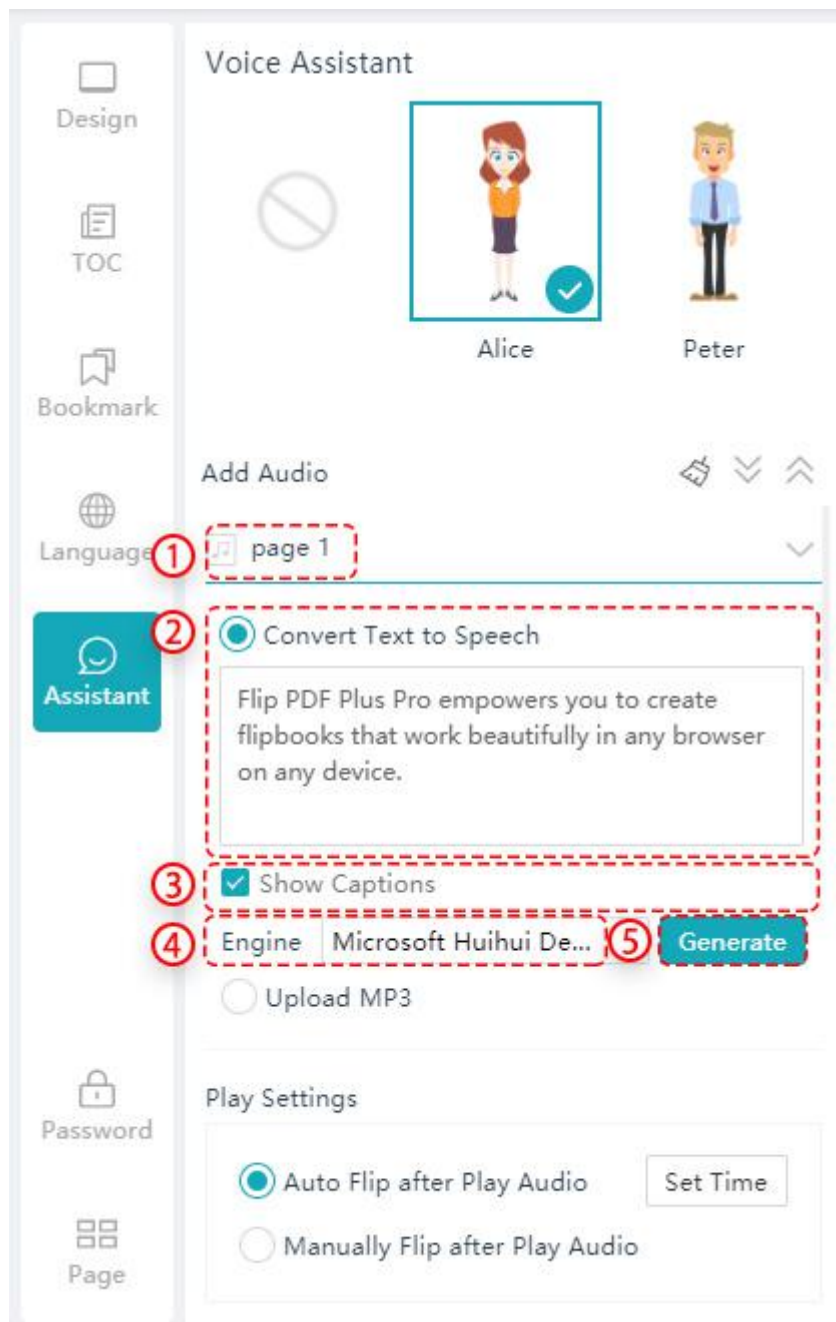 Voice Assistant
Design
TOC
Alice
Peter
Bookmark
Add Audio
Language
① page 1
② Convert Text to Speech
Assistant
Flip PDF Plus Pro empowers you to create
flipbooks that work beautifully in any browser
on any device.
③ Show Captions
④ Engine Microsoft Huihui De... ⑤ Generate
Upload MP3
Play Settings
Password
Auto Flip after Play Audio Set Time
Manually Flip after Play Audio
Page